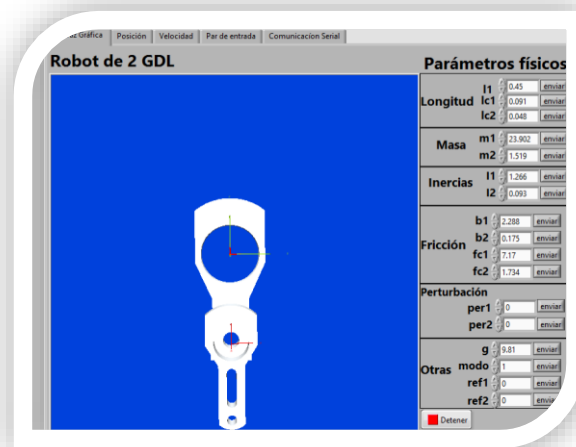 Gráfica Posición Velocidad Par de entrada Comunicacíon Serial
Robot de 2 GDL
Parámetros físicos
Longitud
l1 0.45 enviar
lc1 0.091 enviar
lc2 0.048 enviar
Masa
m1 23.902 enviar
m2 1.519 enviar
Inercias
I1 1.266 enviar
I2 0.093 enviar
Fricción
b1 2.288 enviar
b2 0.175 enviar
fc1 7.17 enviar
fc2 1.734 enviar
Perturbación
per1 0 enviar
per2 0 enviar
Otras
g 9.81 enviar
modo 1 enviar
ref1 0 enviar
ref2 0 enviar
Detener